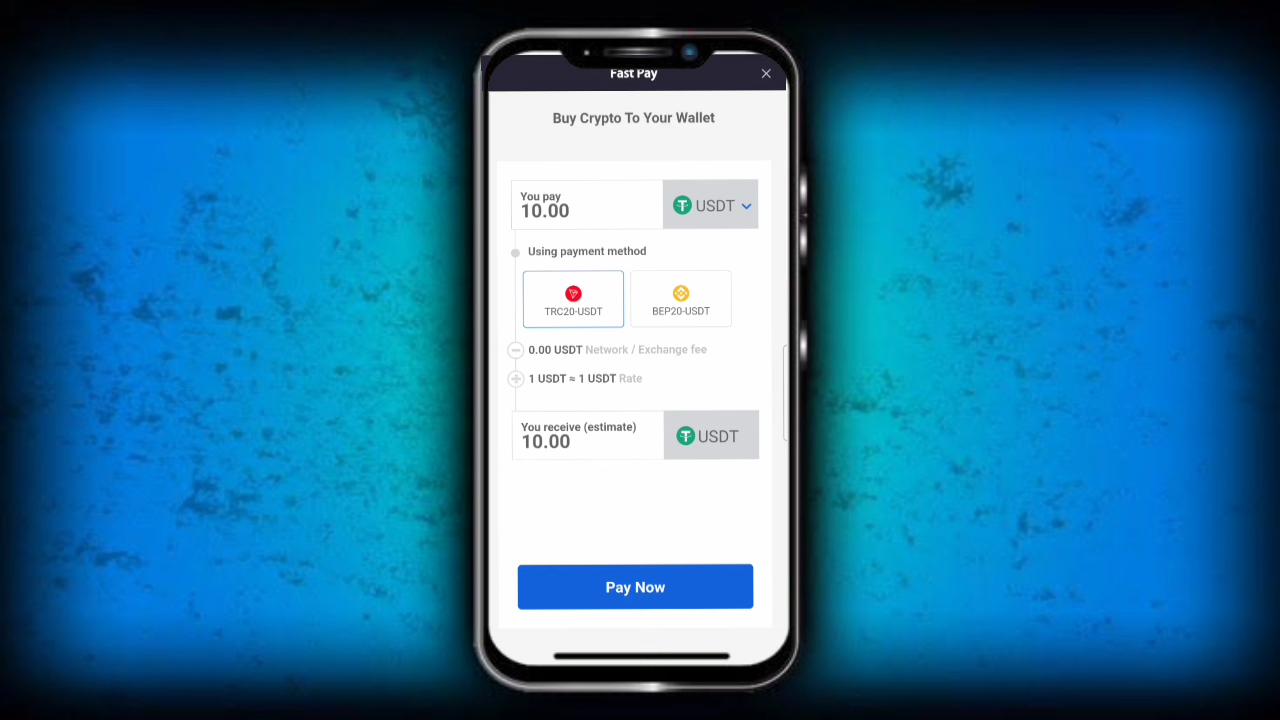 Fast Pay
Buy Crypto To Your Wallet
You pay
10.00
USDT
Using payment method
TRC20-USDT
BEP20-USDT
0.00 USDT Network / Exchange fee
1 USDT ≈ 1 USDT Rate
You receive (estimate)
10.00
USDT
Pay Now